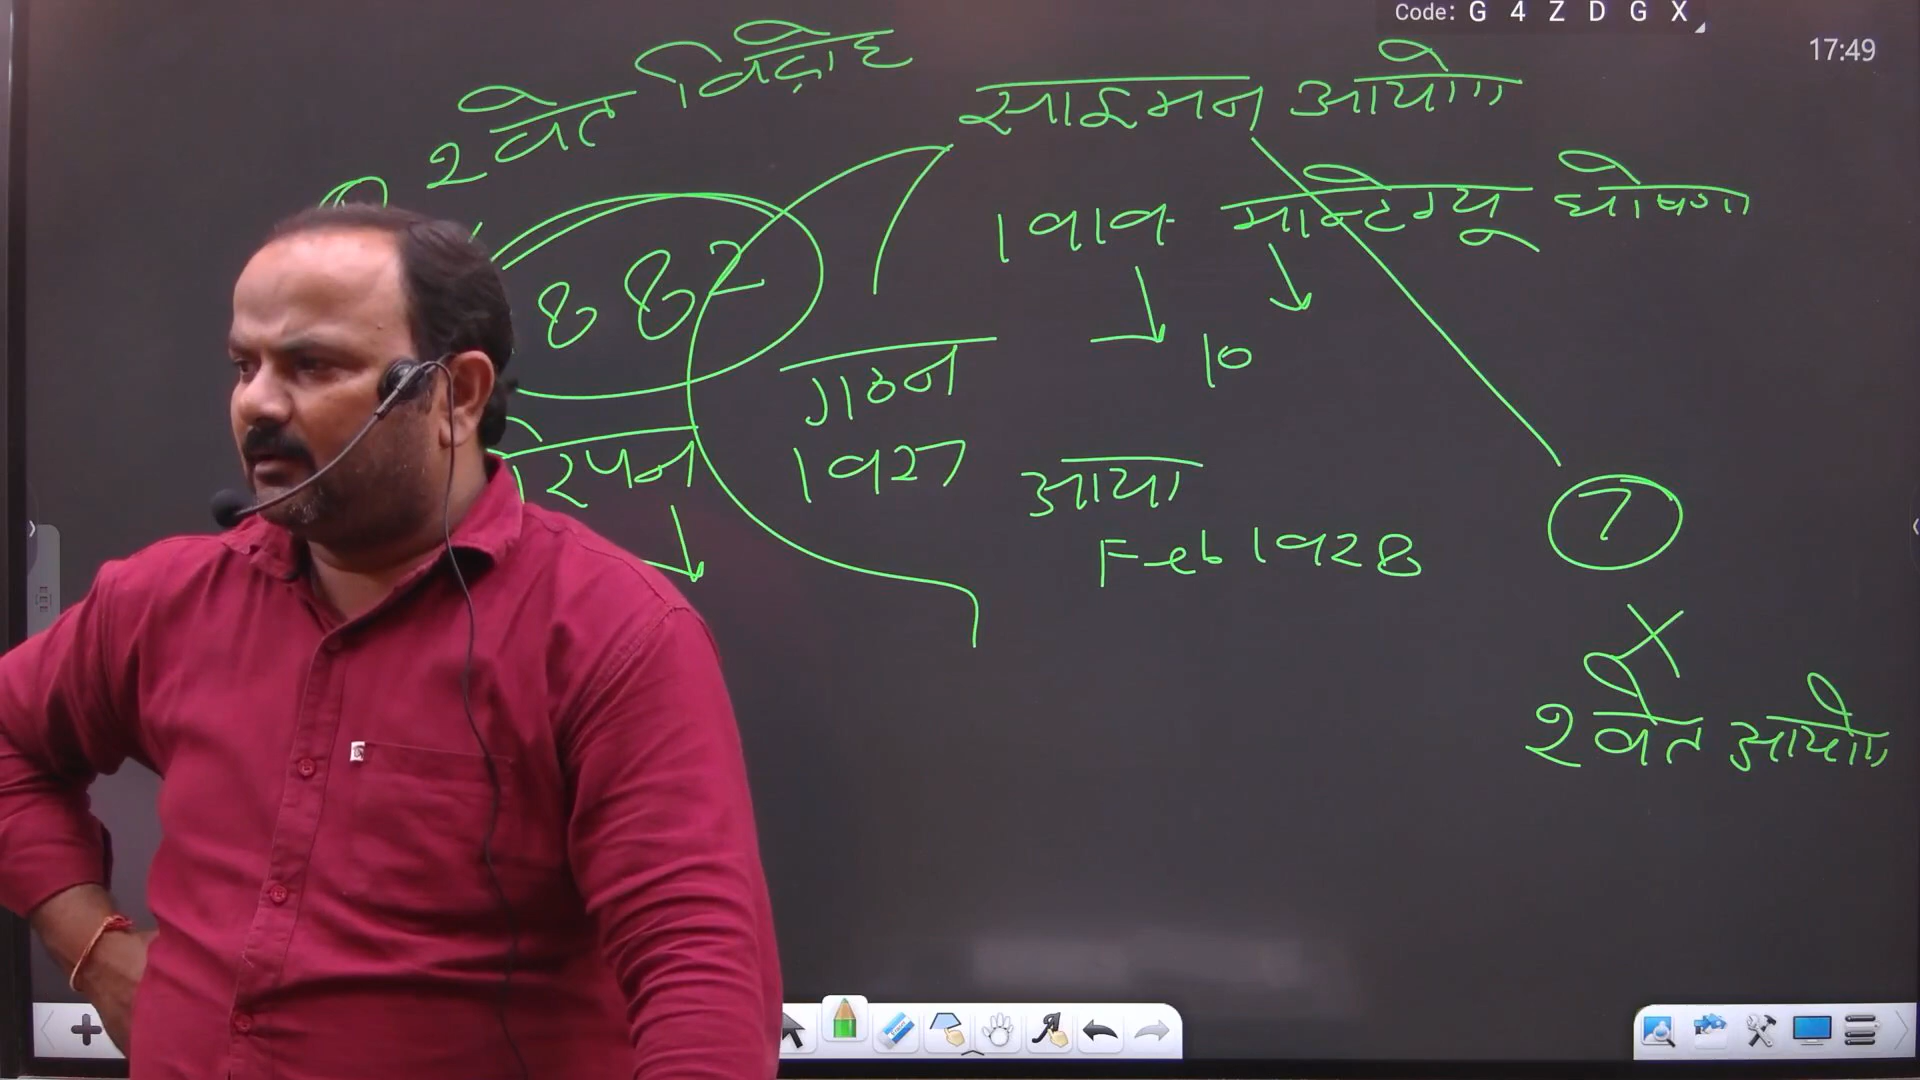 Code: G 4 Z D G X
17:49
श्वेत विद्रोह
साइमन आयोग
1919 मान्टेग्यू घोषणा
882
10
गठन
1927
रिपन
आया
Feb 1928
7
श्वेत आयोग